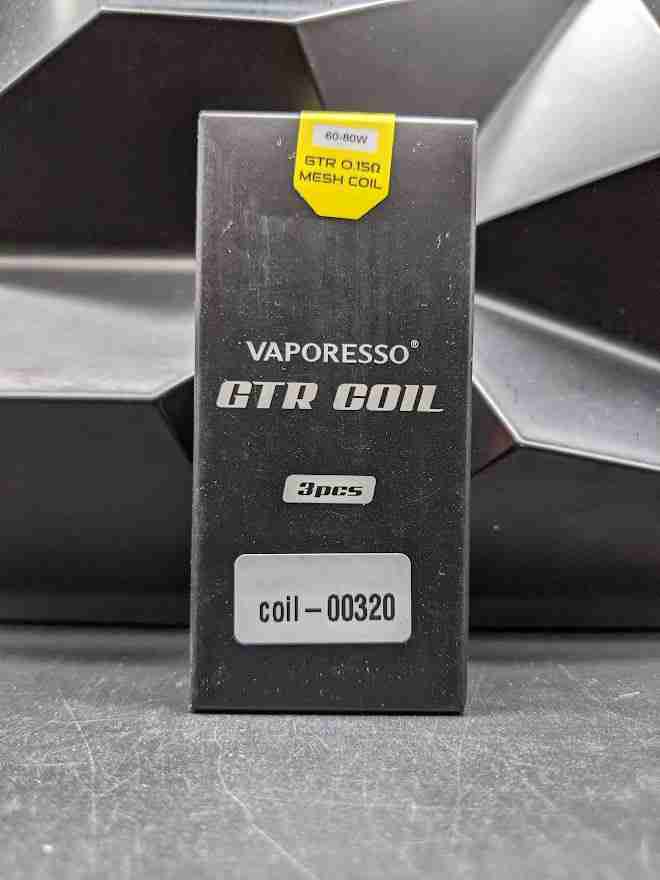 60-80W
GTR 0.15Ω
MESH COIL
VAPORESSO®
GTR COIL
3pcs
coil-00320